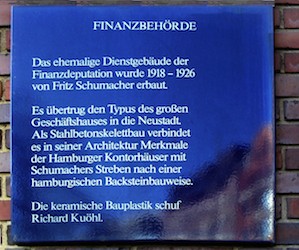 FINANZBEHÖRDE
Das ehemalige Dienstgebäude der
Finanzdeputation wurde 1918 – 1926
von Fritz Schumacher erbaut.
Es übertrug den Typus des großen
Geschäftshauses in die Neustadt.
Als Stahlbetonskelettbau verbindet
es in seiner Architektur Merkmale
der Hamburger Kontorhäuser mit
Schumachers Streben nach einer
hamburgischen Backsteinbauweise.
Die keramische Bauplastik schuf
Richard Kuöhl.